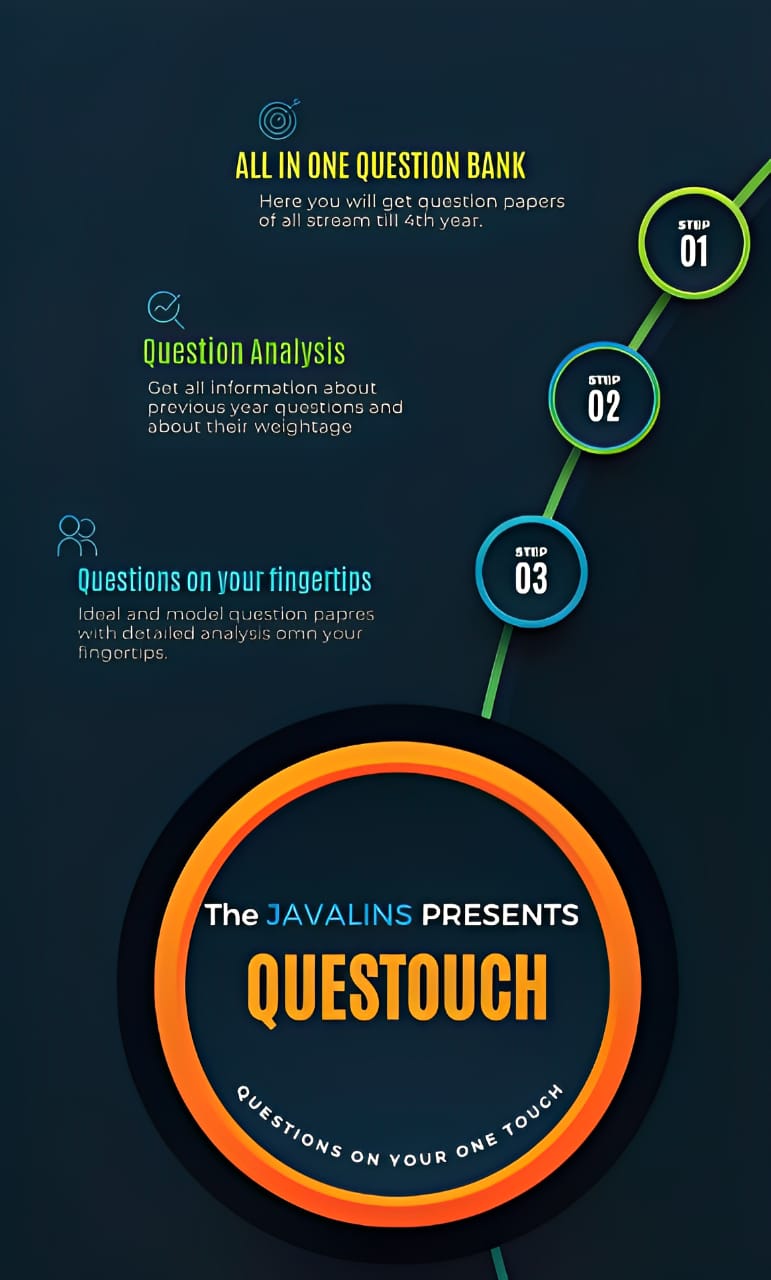 ALL IN ONE QUESTION BANK
Here you will get question papers
of all stream till 4th year.
STEP
01
Question Analysis
Get all information about
previous year questions and
about their weightage
STEP
02
Questions on your fingertips
Ideal and model question papres
with detailed analysis omn your
fingertips.
STEP
03
The JAVALINS PRESENTS
QUESTOUCH
QUESTIONS ON YOUR ONE TOUCH